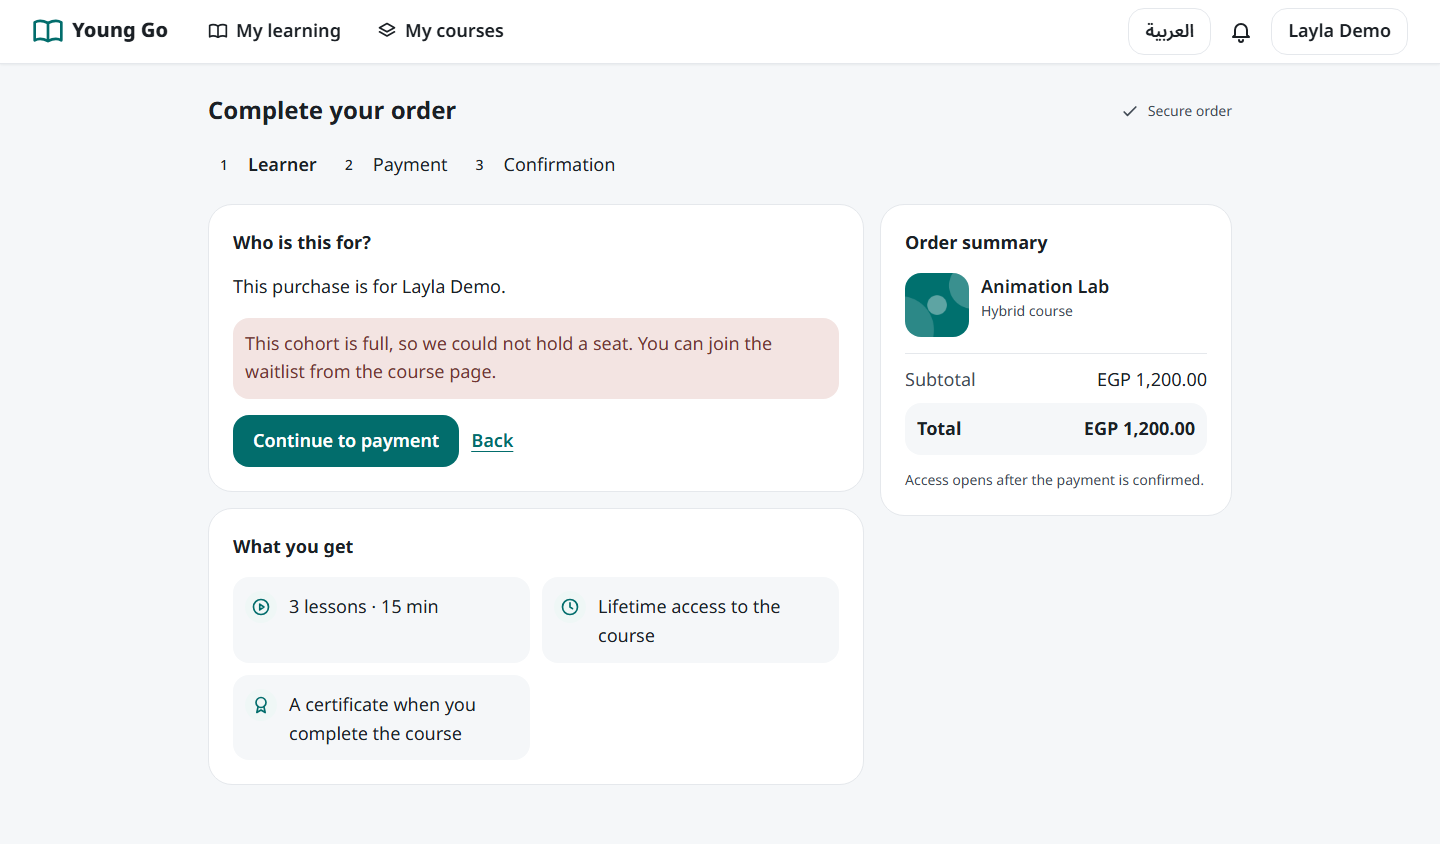 Young Go
My learning
My courses
العربية
Layla Demo
Complete your order
Secure order
1 Learner 2 Payment 3 Confirmation
Who is this for?
This purchase is for Layla Demo.
This cohort is full, so we could not hold a seat. You can join the
waitlist from the course page.
Continue to payment
Back
Order summary
Animation Lab
Hybrid course
Subtotal EGP 1,200.00
Total EGP 1,200.00
Access opens after the payment is confirmed.
What you get
3 lessons · 15 min
Lifetime access to the
course
A certificate when you
complete the course